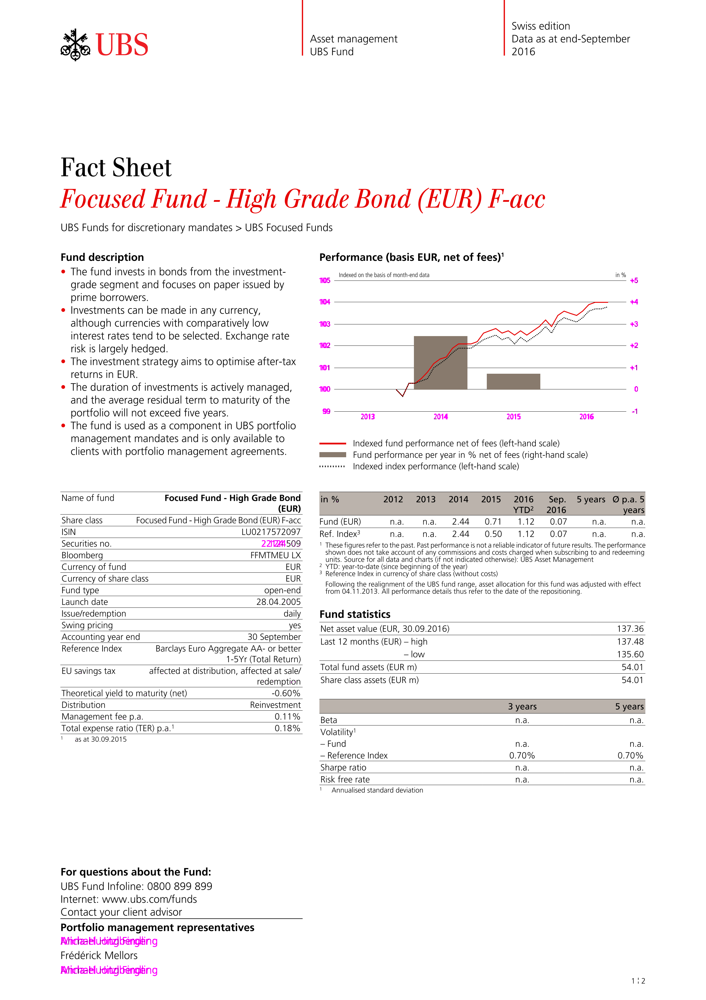 UBS
Asset management
UBS Fund
Swiss edition
Data as at end-September
2016
Fact Sheet
Focused Fund - High Grade Bond (EUR) F-acc
UBS Funds for discretionary mandates > UBS Focused Funds
Fund description
• The fund invests in bonds from the investment-
grade segment and focuses on paper issued by
prime borrowers.
• Investments can be made in any currency,
although currencies with comparatively low
interest rates tend to be selected. Exchange rate
risk is largely hedged.
• The investment strategy aims to optimise after-tax
returns in EUR.
• The duration of investments is actively managed,
and the average residual term to maturity of the
portfolio will not exceed five years.
• The fund is used as a component in UBS portfolio
management mandates and is only available to
clients with portfolio management agreements.
Performance (basis EUR, net of fees)¹
Indexed on the basis of month-end data in %
105 +5
104 +4
103 +3
102 +2
101 +1
100 0
99 -1
2013 2014 2015 2016
Indexed fund performance net of fees (left-hand scale)
Fund performance per year in % net of fees (right-hand scale)
Indexed index performance (left-hand scale)
Name of fund Focused Fund - High Grade Bond
(EUR)
Share class Focused Fund - High Grade Bond (EUR) F-acc
ISIN LU0217572097
Securities no. 509
Bloomberg FFMTMEU LX
Currency of fund EUR
Currency of share class EUR
Fund type open-end
Launch date 28.04.2005
Issue/redemption daily
Swing pricing yes
Accounting year end 30 September
Reference Index Barclays Euro Aggregate AA- or better
1-5Yr (Total Return)
EU savings tax affected at distribution, affected at sale/
redemption
Theoretical yield to maturity (net) -0.60%
Distribution Reinvestment
Management fee p.a. 0.11%
Total expense ratio (TER) p.a.¹ 0.18%
¹ as at 30.09.2015
in % 2012 2013 2014 2015 2016 Sep. 5 years Ø p.a. 5
YTD² 2016 years
Fund (EUR) n.a. n.a. 2.44 0.71 1.12 0.07 n.a. n.a.
Ref. Index³ n.a. n.a. 2.44 0.50 1.12 0.07 n.a. n.a.
¹ These figures refer to the past. Past performance is not a reliable indicator of future results. The performance
shown does not take account of any commissions and costs charged when subscribing to and redeeming
units. Source for all data and charts (if not indicated otherwise): UBS Asset Management
² YTD: year-to-date (since beginning of the year)
³ Reference Index in currency of share class (without costs)
Following the realignment of the UBS fund range, asset allocation for this fund was adjusted with effect
from 04.11.2013. All performance details thus refer to the date of the repositioning.
Fund statistics
Net asset value (EUR, 30.09.2016) 137.36
Last 12 months (EUR) – high 137.48
– low 135.60
Total fund assets (EUR m) 54.01
Share class assets (EUR m) 54.01
3 years 5 years
Beta n.a. n.a.
Volatility¹
– Fund n.a. n.a.
– Reference Index 0.70% 0.70%
Sharpe ratio n.a. n.a.
Risk free rate n.a. n.a.
¹ Annualised standard deviation
For questions about the Fund:
UBS Fund Infoline: 0800 899 899
Internet: www.ubs.com/funds
Contact your client advisor
Portfolio management representatives
Frédérick Mellors
1 ¦ 2